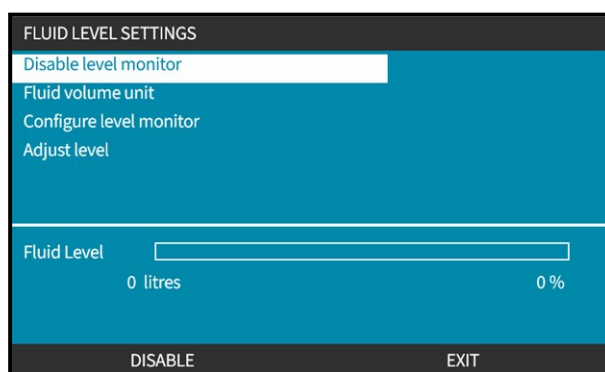 FLUID LEVEL SETTINGS
Disable level monitor
Fluid volume unit
Configure level monitor
Adjust level
Fluid Level
0 litres 0 %
DISABLE EXIT